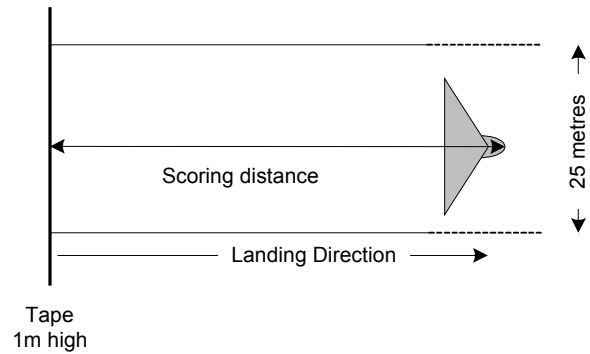 Scoring distance
25 metres
Landing Direction
Tape
1m high